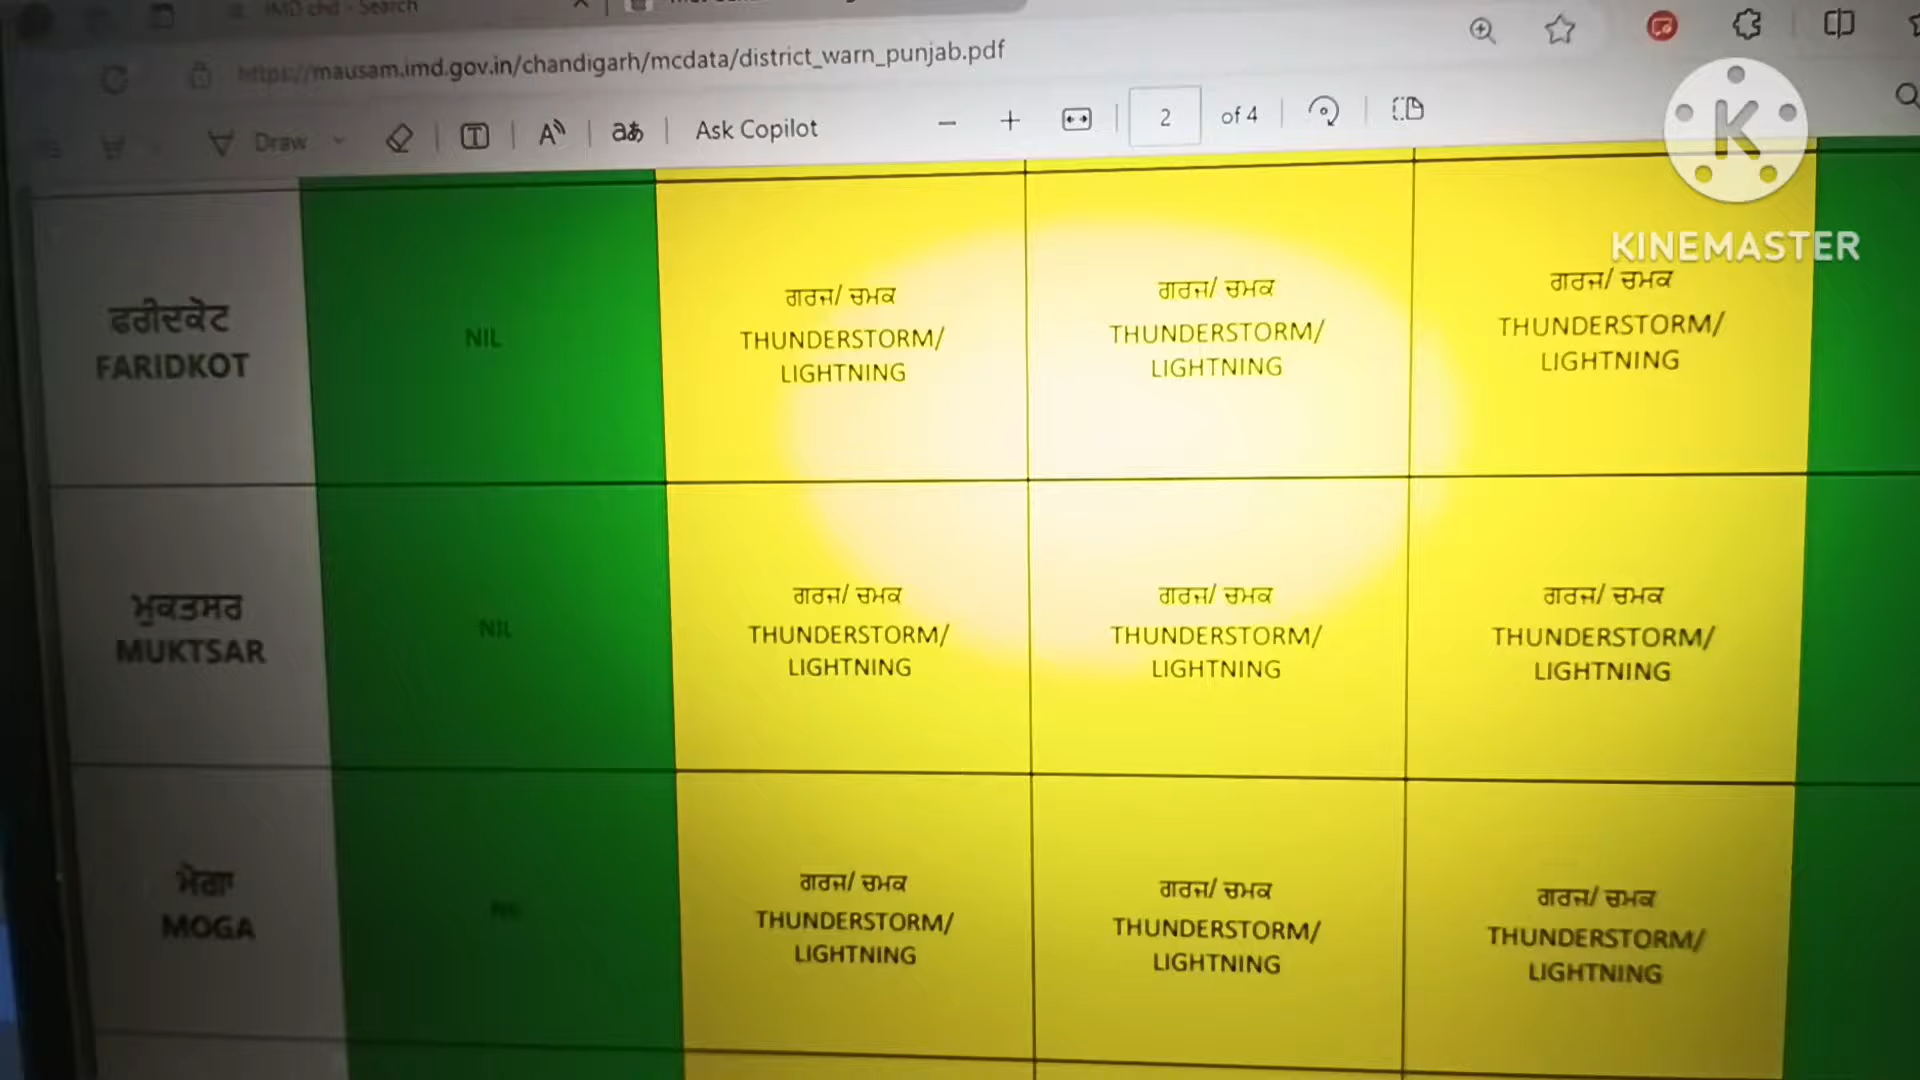 IMD chd - Search
https://mausam.imd.gov.in/chandigarh/mcdata/district_warn_punjab.pdf
Draw
Ask Copilot
2 of 4
K
KINEMASTER
ਫਰੀਦਕੋਟ
FARIDKOT
NIL
ਗਰਜ/ ਚਮਕ
THUNDERSTORM/
LIGHTNING
ਗਰਜ/ ਚਮਕ
THUNDERSTORM/
LIGHTNING
ਗਰਜ/ ਚਮਕ
THUNDERSTORM/
LIGHTNING
ਮੁਕਤਸਰ
MUKTSAR
NIL
ਗਰਜ/ ਚਮਕ
THUNDERSTORM/
LIGHTNING
ਗਰਜ/ ਚਮਕ
THUNDERSTORM/
LIGHTNING
ਗਰਜ/ ਚਮਕ
THUNDERSTORM/
LIGHTNING
ਮੋਗਾ
MOGA
ਗਰਜ/ ਚਮਕ
THUNDERSTORM/
LIGHTNING
ਗਰਜ/ ਚਮਕ
THUNDERSTORM/
LIGHTNING
ਗਰਜ/ ਚਮਕ
THUNDERSTORM/
LIGHTNING